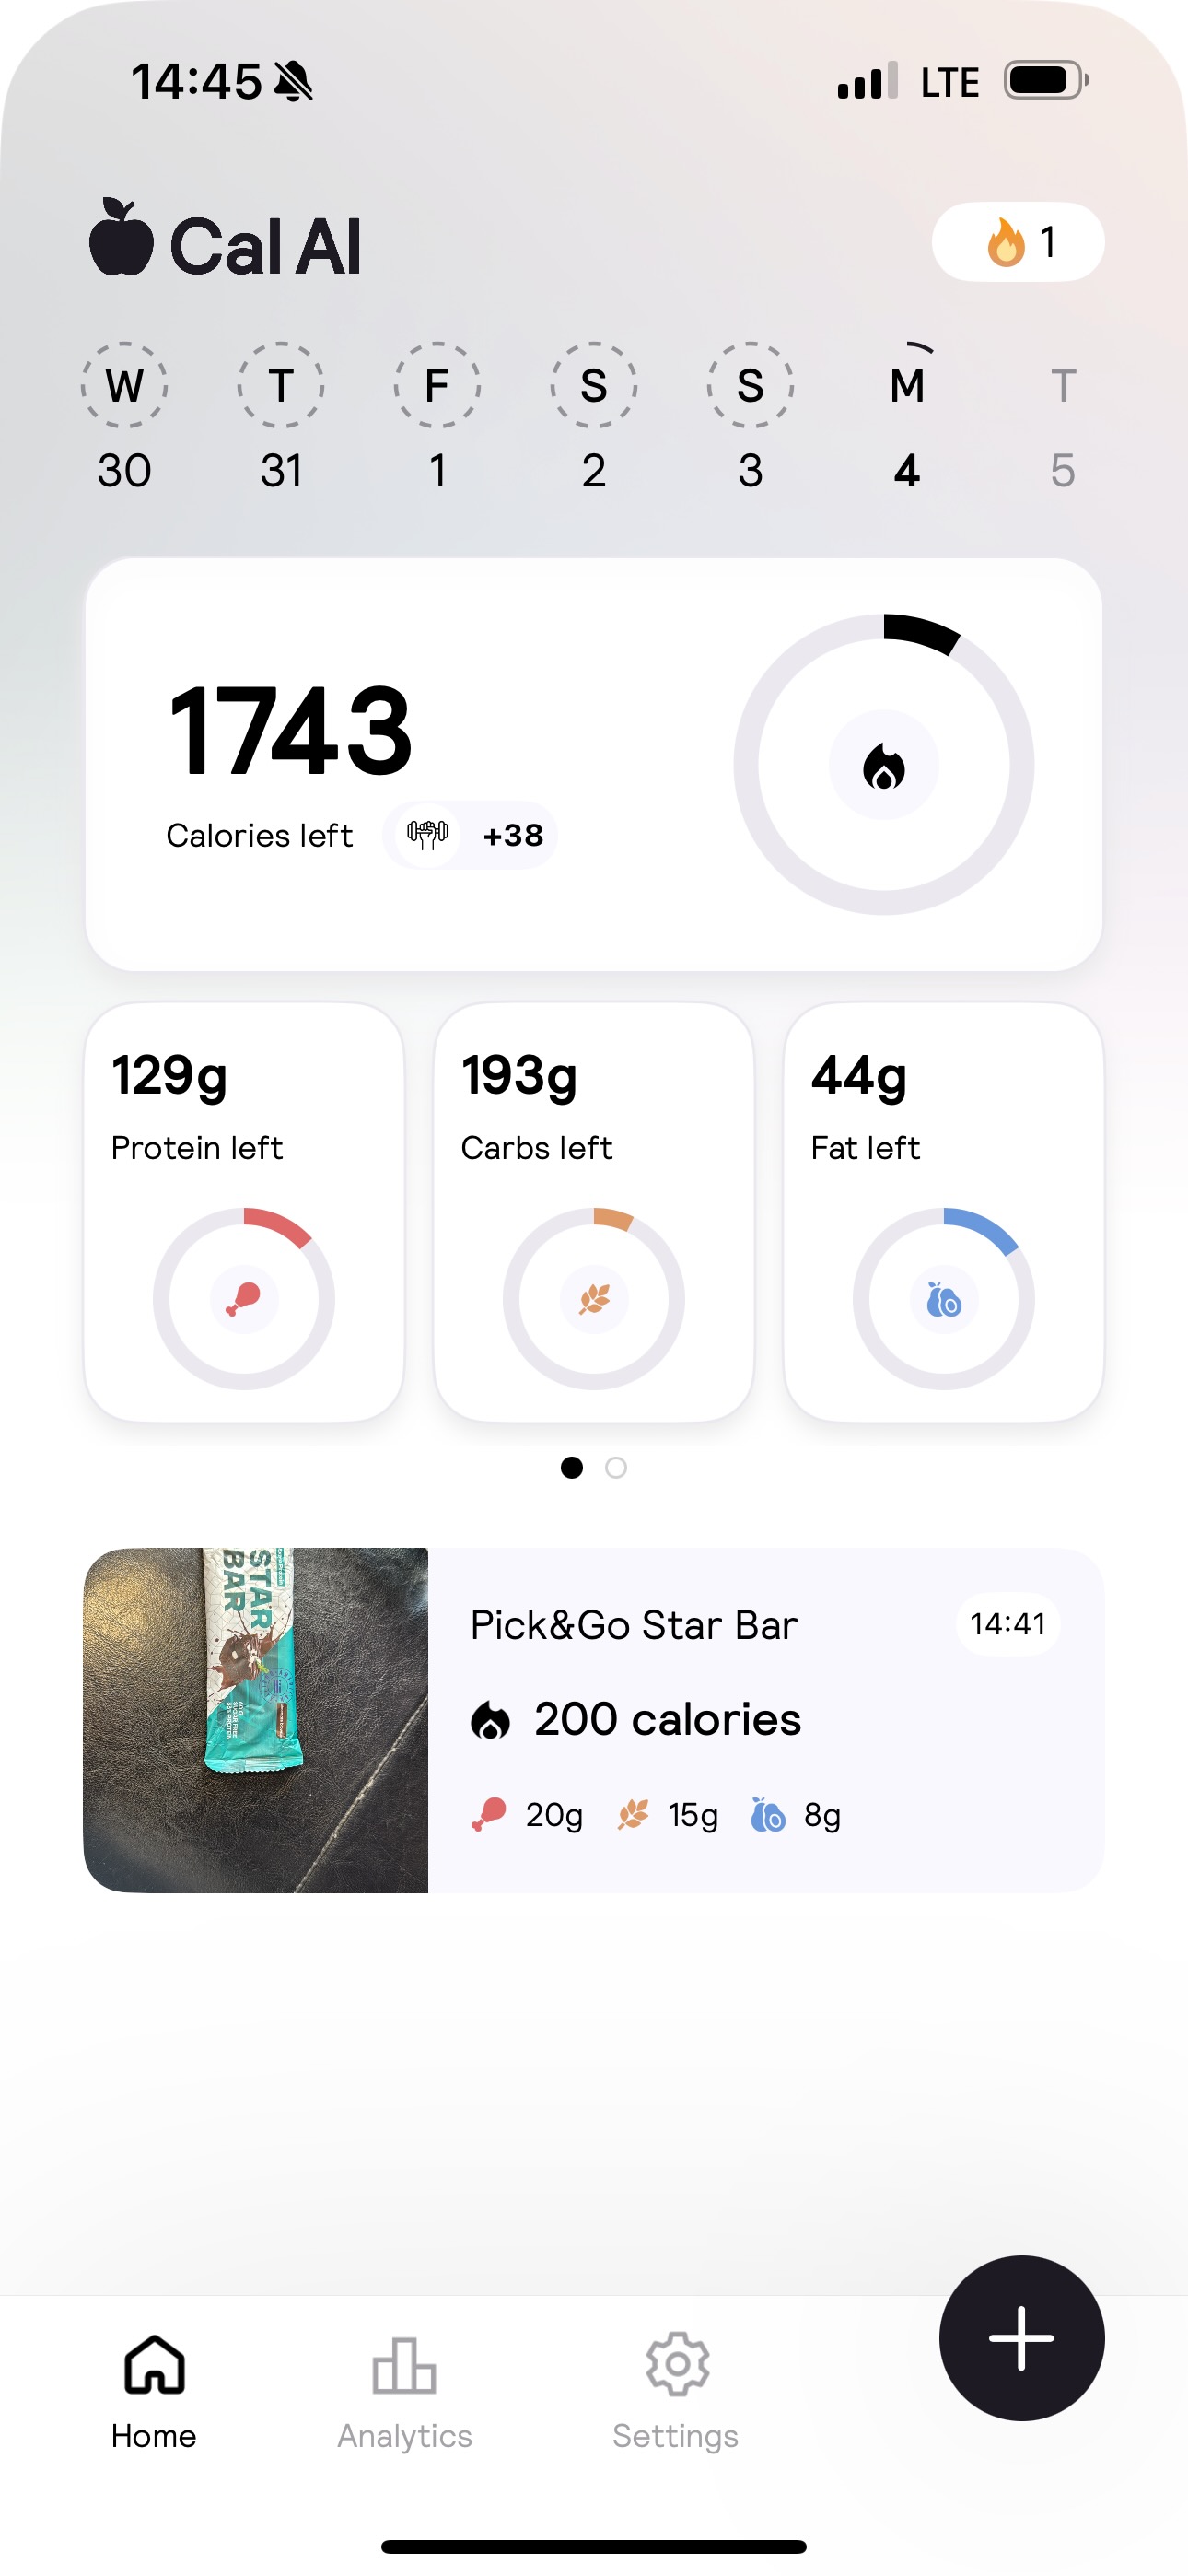 14:45
LTE
Cal AI
1
W T F S S M T
30 31 1 2 3 4 5
1743
Calories left
+38
129g
Protein left
193g
Carbs left
44g
Fat left
STAR
BAR
Pick&Go Star Bar
14:41
200 calories
20g 15g 8g
Home
Analytics
Settings